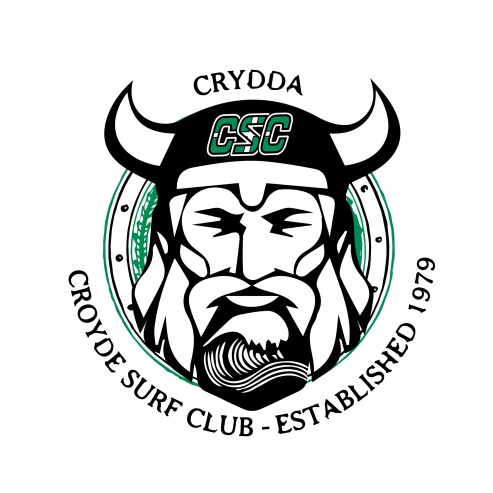 CRYDDA
CSC
CROYDE SURF CLUB - ESTABLISHED 1979